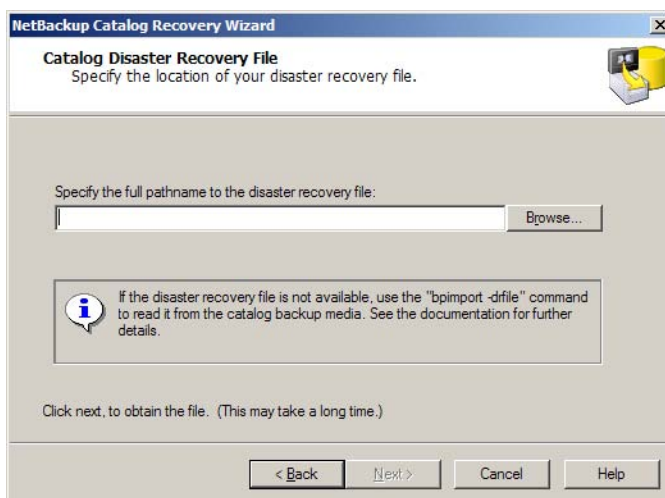 NetBackup Catalog Recovery Wizard
Catalog Disaster Recovery File
Specify the location of your disaster recovery file.
Specify the full pathname to the disaster recovery file:
Browse...
If the disaster recovery file is not available, use the "bpimport -drfile" command
to read it from the catalog backup media. See the documentation for further
details.
Click next, to obtain the file. (This may take a long time.)
< Back Next > Cancel Help